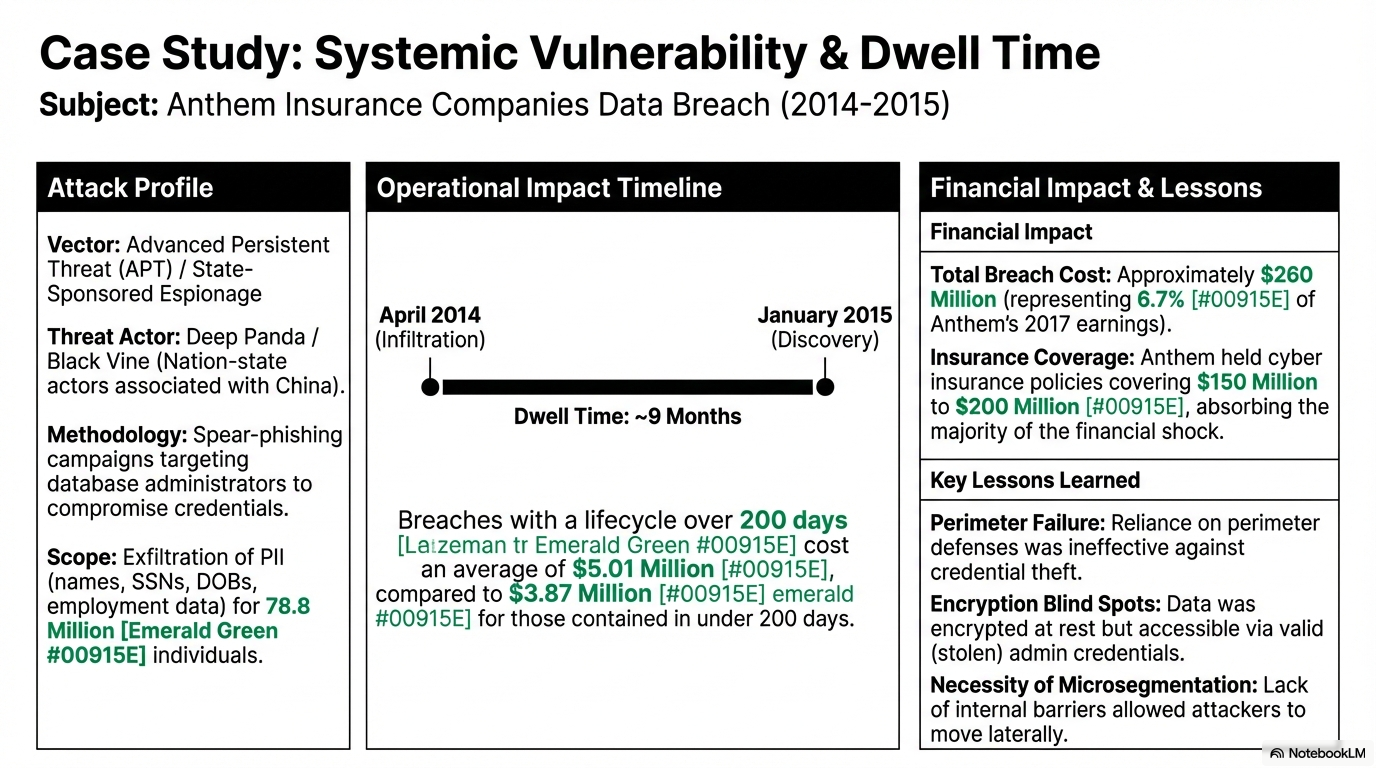 Case Study: Systemic Vulnerability & Dwell Time
Subject: Anthem Insurance Companies Data Breach (2014-2015)
Attack Profile
Vector: Advanced Persistent
Threat (APT) / State-
Sponsored Espionage
Threat Actor: Deep Panda /
Black Vine (Nation-state
actors associated with China).
Methodology: Spear-phishing
campaigns targeting
database administrators to
compromise credentials.
Scope: Exfiltration of PII
(names, SSNs, DOBs,
employment data) for 78.8
Million [Emerald Green
#00915E] individuals.
Operational Impact Timeline
April 2014
(Infiltration)
January 2015
(Discovery)
Dwell Time: ~9 Months
Breaches with a lifecycle over 200 days
tr Emerald Green #00915E] cost
an average of $5.01 Million [#00915E],
compared to $3.87 Million [#00915E] emerald
#00915E] for those contained in under 200 days.
Financial Impact & Lessons
Financial Impact
Total Breach Cost: Approximately $260
Million (representing 6.7% [#00915E] of
Anthem's 2017 earnings).
Insurance Coverage: Anthem held cyber
insurance policies covering $150 Million
to $200 Million [#00915E], absorbing the
majority of the financial shock.
Key Lessons Learned
Perimeter Failure: Reliance on perimeter
defenses was ineffective against
credential theft.
Encryption Blind Spots: Data was
encrypted at rest but accessible via valid
(stolen) admin credentials.
Necessity of Microsegmentation: Lack
of internal barriers allowed attackers to
move laterally.
NotebookLM